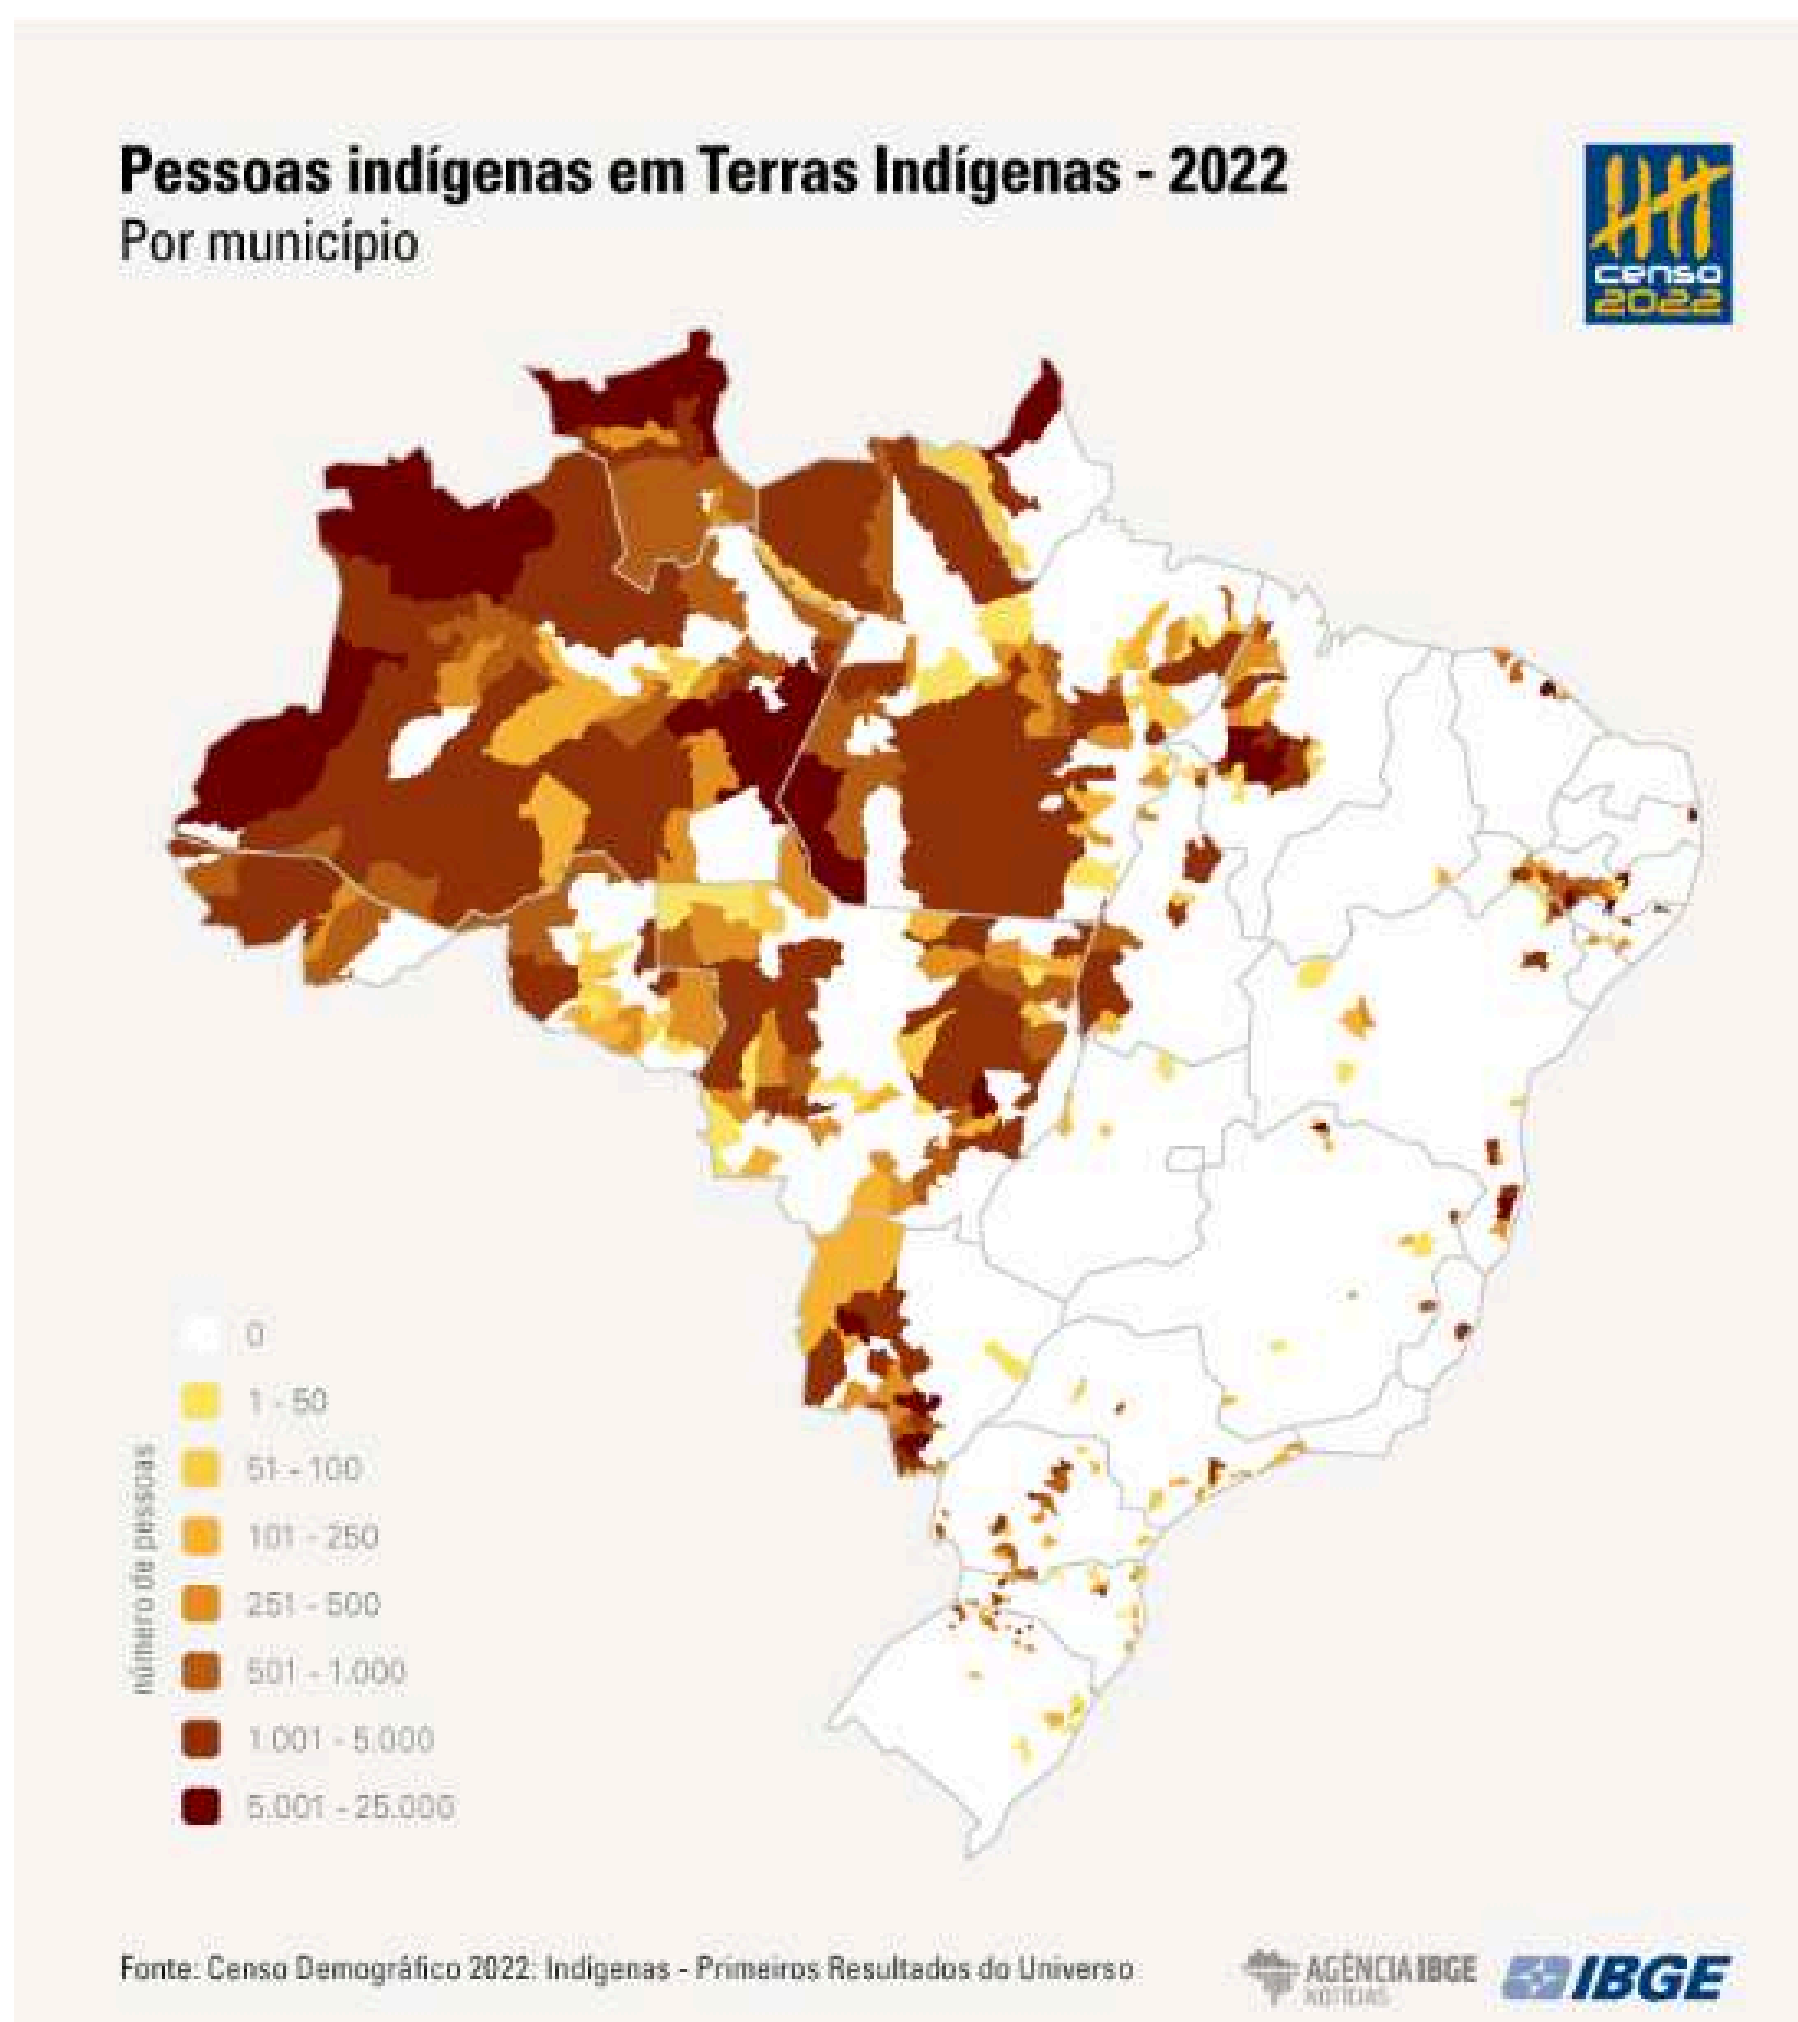 Pessoas indígenas em Terras Indígenas - 2022
Por município
censo
2022
0
1 - 50
51 - 100
101 - 250
251 - 500
501 - 1.000
1.001 - 5.000
5.001 - 25.000
número de pessoas
Fonte: Censo Demográfico 2022: Indígenas - Primeiros Resultados do Universo
AGÊNCIA IBGE
NOTÍCIAS
IBGE